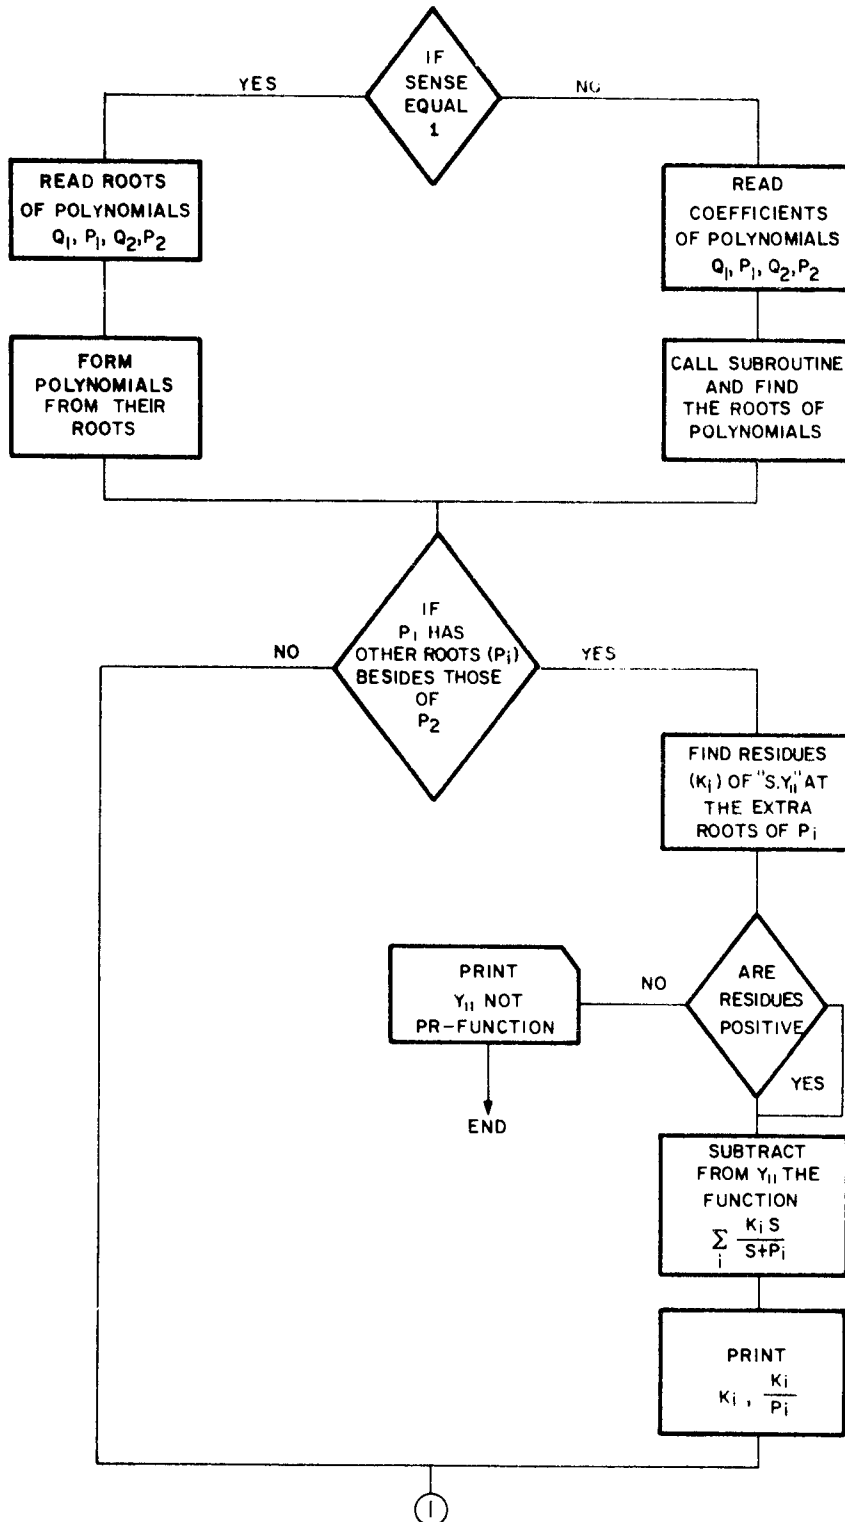 IF
SENSE
EQUAL
1
YES
NO
READ ROOTS
OF POLYNOMIALS
Q₁, P₁, Q₂, P₂
READ
COEFFICIENTS
OF POLYNOMIALS
Q₁, P₁, Q₂, P₂
FORM
POLYNOMIALS
FROM THEIR
ROOTS
CALL SUBROUTINE
AND FIND
THE ROOTS OF
POLYNOMIALS
IF
P₁ HAS
OTHER ROOTS (Pᵢ)
BESIDES THOSE
OF
P₂
NO
YES
FIND RESIDUES
(Kᵢ) OF "S.Y₁₁" AT
THE EXTRA
ROOTS OF Pᵢ
ARE
RESIDUES
POSITIVE
NO
YES
PRINT
Y₁₁ NOT
PR-FUNCTION
END
SUBTRACT
FROM Y₁₁ THE
FUNCTION
∑ᵢ Kᵢ S / S+Pᵢ
PRINT
Kᵢ , Kᵢ / Pᵢ
1